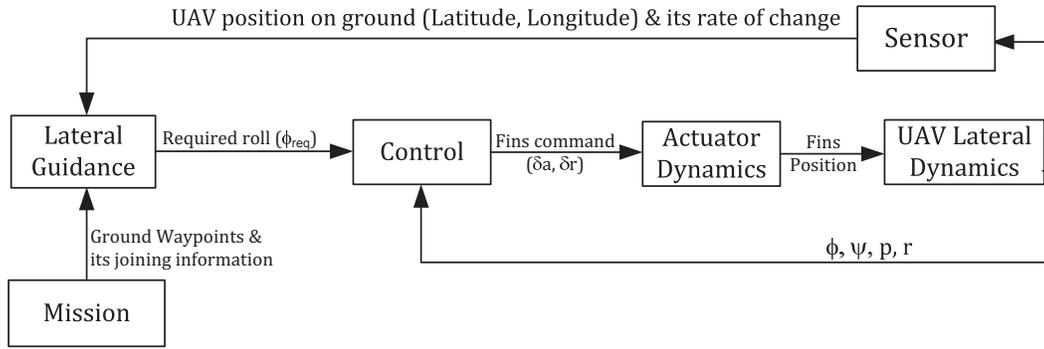 UAV position on ground (Latitude, Longitude) & its rate of change
Sensor
Lateral
Guidance
Required roll (ϕreq)
Control
Fins command
(δa, δr)
Actuator
Dynamics
Fins
Position
UAV Lateral
Dynamics
Ground Waypoints &
its joining information
ϕ, ψ, p, r
Mission